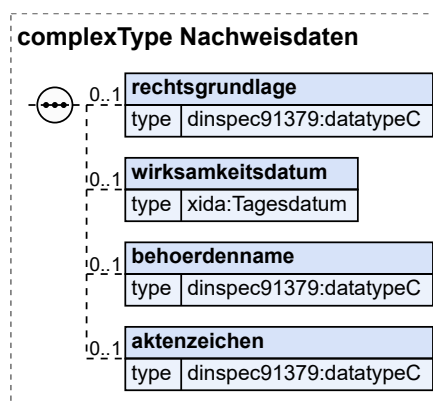 complexType Nachweisdaten
0..1 rechtsgrundlage
type dinspec91379:datatypeC
0..1 wirksamkeitsdatum
type xida:Tagesdatum
0..1 behoerdenname
type dinspec91379:datatypeC
0..1 aktenzeichen
type dinspec91379:datatypeC